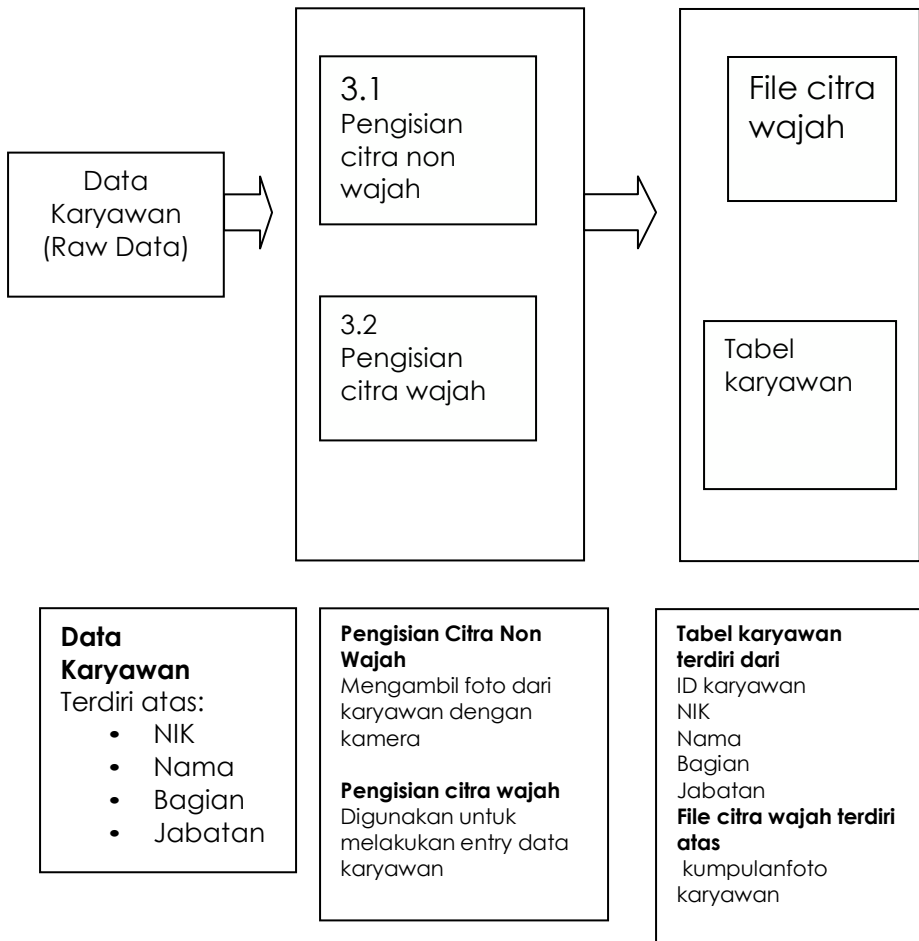 Data
Karyawan
(Raw Data)
3.1
Pengisian
citra non
wajah
3.2
Pengisian
citra wajah
File citra
wajah
Tabel
karyawan
Data
Karyawan
Terdiri atas:
• NIK
• Nama
• Bagian
• Jabatan
Pengisian Citra Non
Wajah
Mengambil foto dari
karyawan dengan
kamera
Pengisian citra wajah
Digunakan untuk
melakukan entry data
karyawan
Tabel karyawan
terdiri dari
ID karyawan
NIK
Nama
Bagian
Jabatan
File citra wajah terdiri
atas
kumpulanfoto
karyawan